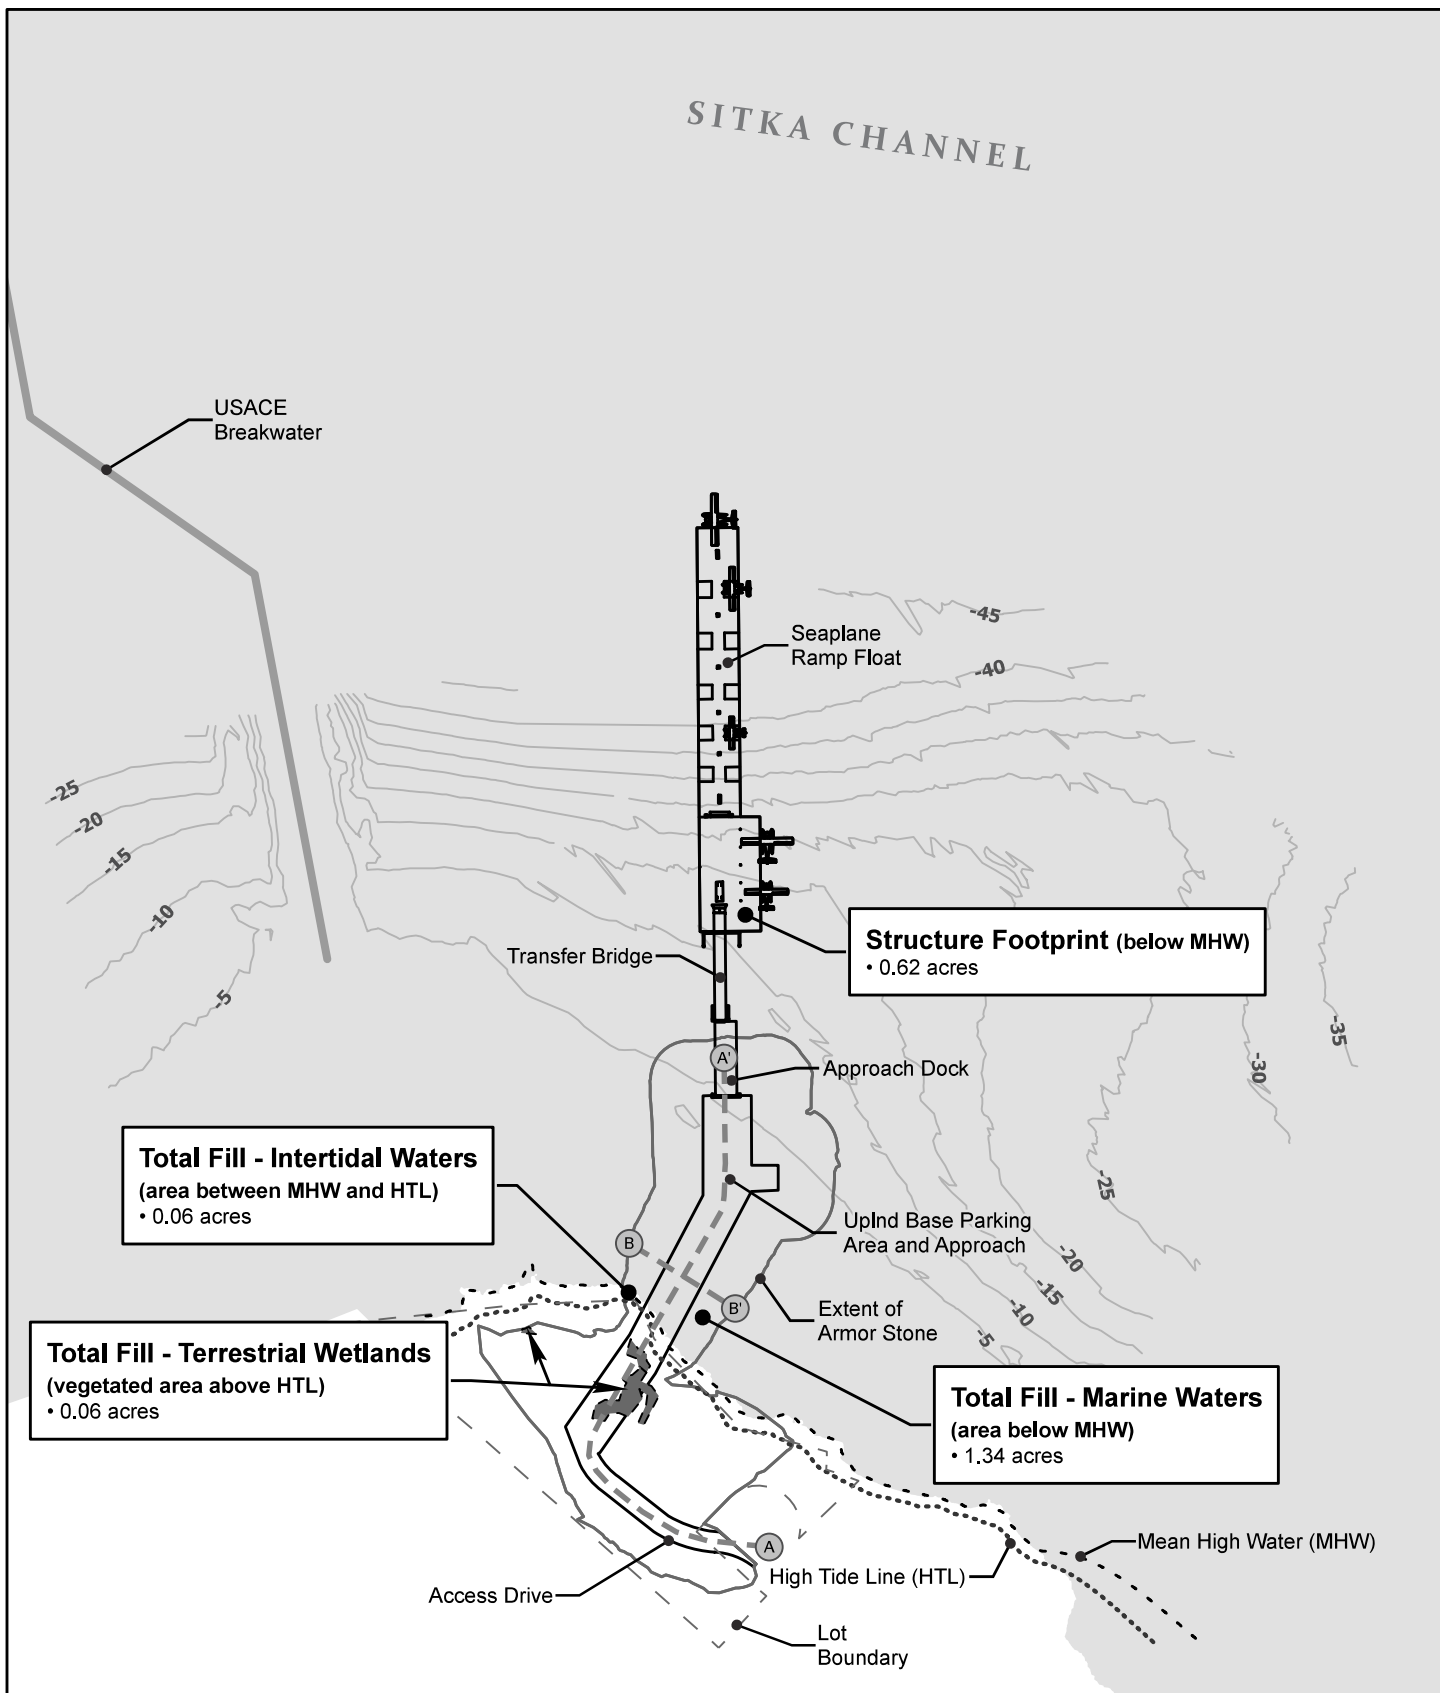 SITKA CHANNEL
USACE
Breakwater
-45
Seaplane
Ramp Float
-40
-25
-20
-15
-10
-5
Structure Footprint (below MHW)
• 0.62 acres
Transfer Bridge
-35
A'
Approach Dock
-30
Total Fill - Intertidal Waters
(area between MHW and HTL)
• 0.06 acres
-25
Uplnd Base Parking
Area and Approach
B
-20
-15
B'
Extent of
Armor Stone
-10
-5
Total Fill - Terrestrial Wetlands
(vegetated area above HTL)
• 0.06 acres
Total Fill - Marine Waters
(area below MHW)
• 1.34 acres
A
Mean High Water (MHW)
High Tide Line (HTL)
Access Drive
Lot
Boundary